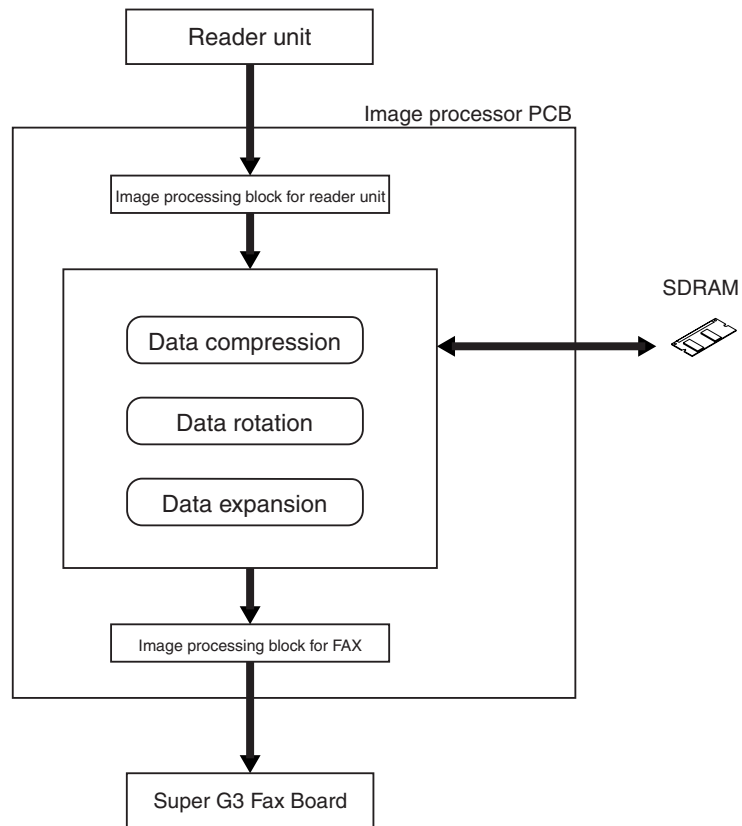 Reader unit
Image processor PCB
Image processing block for reader unit
SDRAM
Data compression
Data rotation
Data expansion
Image processing block for FAX
Super G3 Fax Board